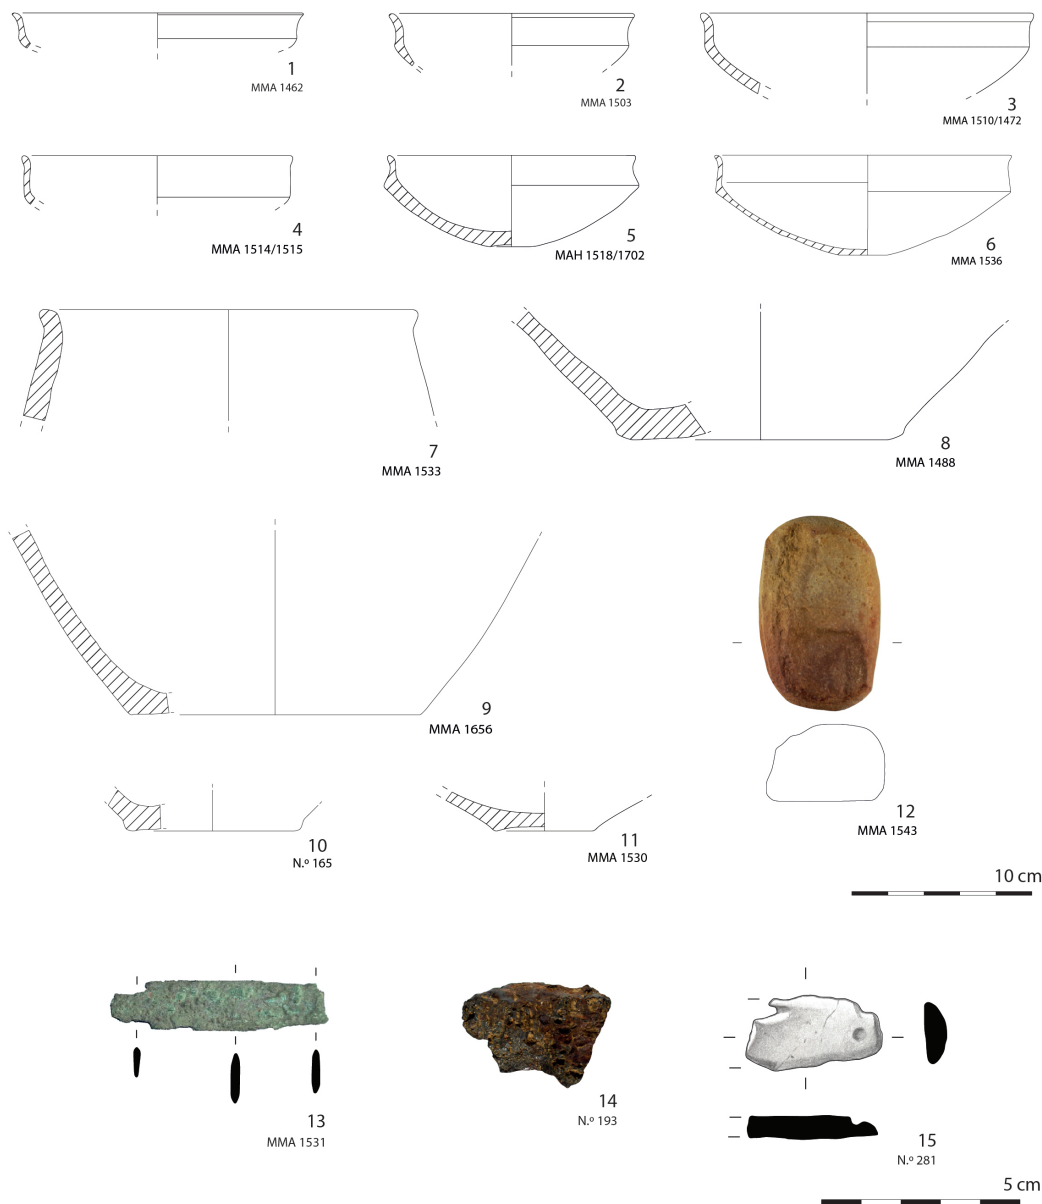 1
MMA 1462
2
MMA 1503
3
MMA 1510/1472
4
MMA 1514/1515
5
MAH 1518/1702
6
MMA 1536
7
MMA 1533
8
MMA 1488
9
MMA 1656
10
N.º 165
11
MMA 1530
12
MMA 1543
10 cm
13
MMA 1531
14
N.º 193
15
N.º 281
5 cm